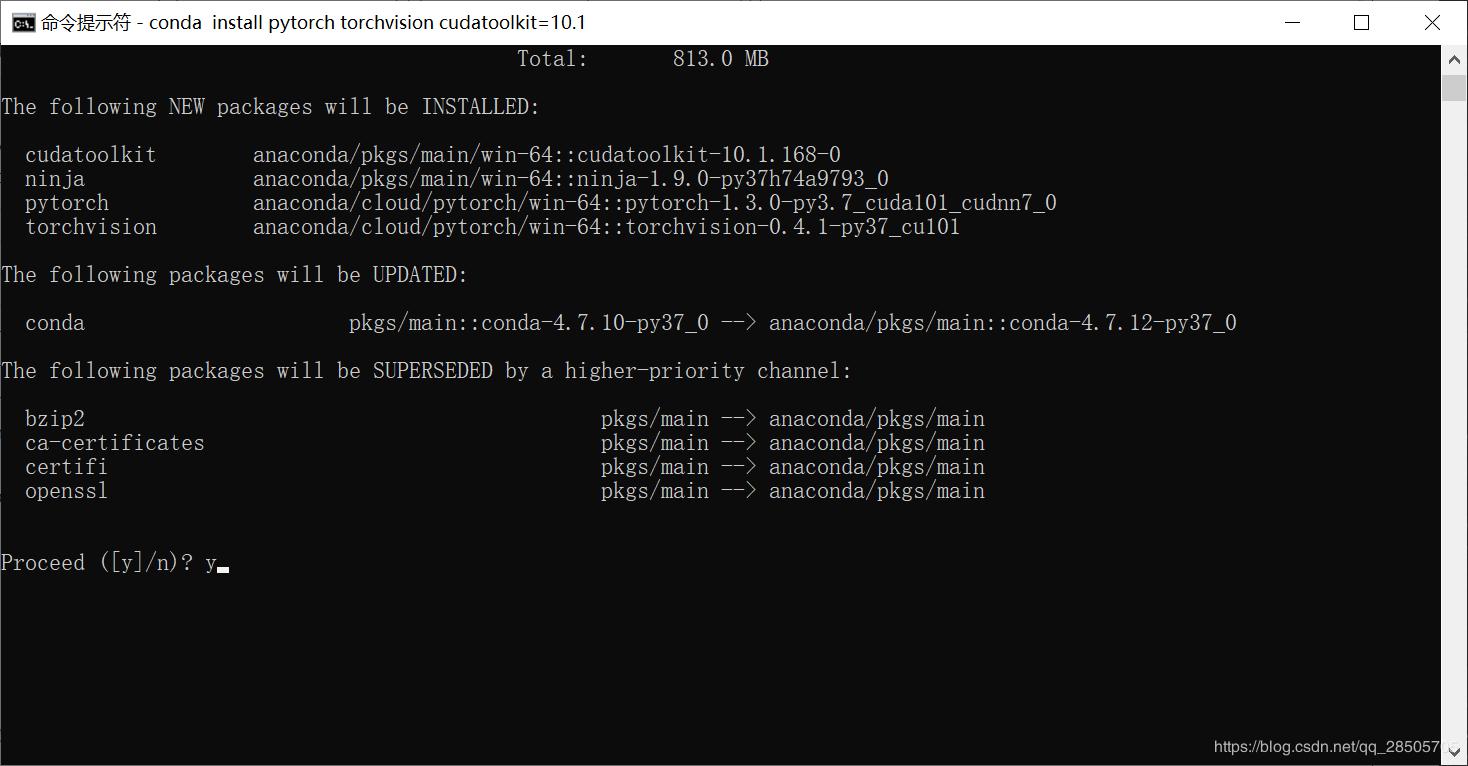 命令提示符 - conda  install pytorch torchvision cudatoolkit=10.1
Total:       813.0 MB
The following NEW packages will be INSTALLED:
cudatoolkit        anaconda/pkgs/main/win-64::cudatoolkit-10.1.168-0
ninja              anaconda/pkgs/main/win-64::ninja-1.9.0-py37h74a9793_0
pytorch            anaconda/cloud/pytorch/win-64::pytorch-1.3.0-py3.7_cuda101_cudnn7_0
torchvision        anaconda/cloud/pytorch/win-64::torchvision-0.4.1-py37_cu101
The following packages will be UPDATED:
conda                      pkgs/main::conda-4.7.10-py37_0 --> anaconda/pkgs/main::conda-4.7.12-py37_0
The following packages will be SUPERSEDED by a higher-priority channel:
bzip2                                           pkgs/main --> anaconda/pkgs/main
ca-certificates                                 pkgs/main --> anaconda/pkgs/main
certifi                                         pkgs/main --> anaconda/pkgs/main
openssl                                         pkgs/main --> anaconda/pkgs/main
Proceed ([y]/n)? y